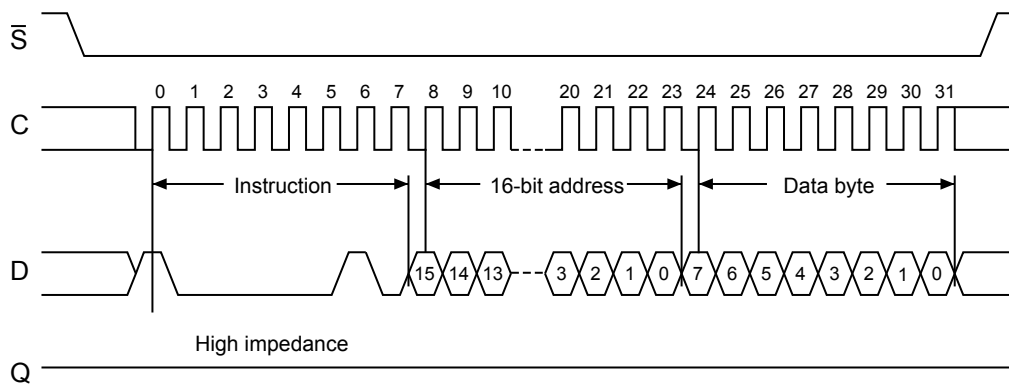 S̅
0 1 2 3 4 5 6 7 8 9 10 20 21 22 23 24 25 26 27 28 29 30 31
C
Instruction 16-bit address Data byte
D
15 14 13 3 2 1 0 7 6 5 4 3 2 1 0
High impedance
Q